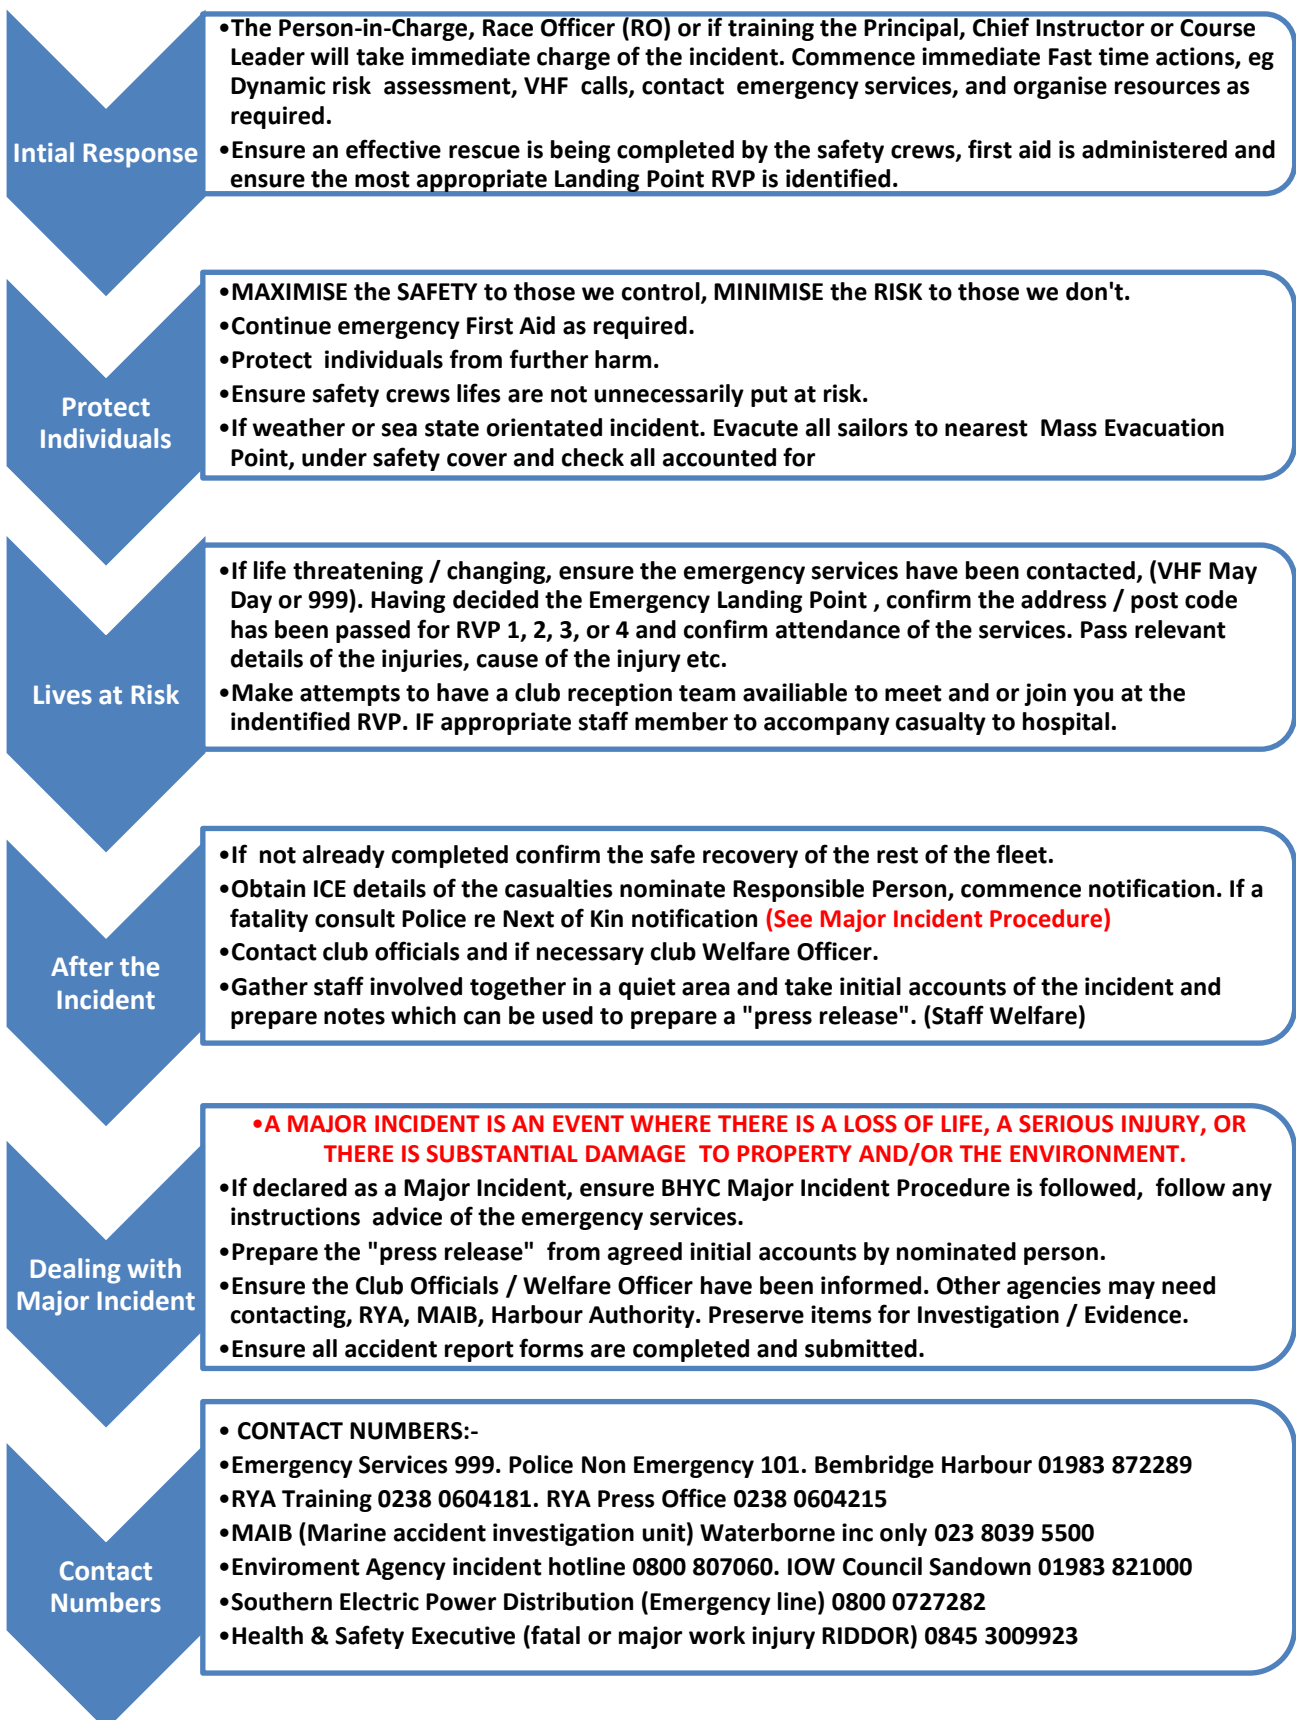 Intial Response
•The Person-in-Charge, Race Officer (RO) or if training the Principal, Chief Instructor or Course
Leader will take immediate charge of the incident. Commence immediate Fast time actions, eg
Dynamic risk assessment, VHF calls, contact emergency services, and organise resources as
required.
•Ensure an effective rescue is being completed by the safety crews, first aid is administered and
ensure the most appropriate Landing Point RVP is identified.
Protect
Individuals
•MAXIMISE the SAFETY to those we control, MINIMISE the RISK to those we don't.
•Continue emergency First Aid as required.
•Protect individuals from further harm.
•Ensure safety crews lifes are not unnecessarily put at risk.
•If weather or sea state orientated incident. Evacute all sailors to nearest Mass Evacuation
Point, under safety cover and check all accounted for
Lives at Risk
•If life threatening / changing, ensure the emergency services have been contacted, (VHF May
Day or 999). Having decided the Emergency Landing Point , confirm the address / post code
has been passed for RVP 1, 2, 3, or 4 and confirm attendance of the services. Pass relevant
details of the injuries, cause of the injury etc.
•Make attempts to have a club reception team availiable to meet and or join you at the
indentified RVP. IF appropriate staff member to accompany casualty to hospital.
After the
Incident
•If not already completed confirm the safe recovery of the rest of the fleet.
•Obtain ICE details of the casualties nominate Responsible Person, commence notification. If a
fatality consult Police re Next of Kin notification (See Major Incident Procedure)
•Contact club officials and if necessary club Welfare Officer.
•Gather staff involved together in a quiet area and take initial accounts of the incident and
prepare notes which can be used to prepare a "press release". (Staff Welfare)
Dealing with
Major Incident
•A MAJOR INCIDENT IS AN EVENT WHERE THERE IS A LOSS OF LIFE, A SERIOUS INJURY, OR
THERE IS SUBSTANTIAL DAMAGE TO PROPERTY AND/OR THE ENVIRONMENT.
•If declared as a Major Incident, ensure BHYC Major Incident Procedure is followed, follow any
instructions advice of the emergency services.
•Prepare the "press release" from agreed initial accounts by nominated person.
•Ensure the Club Officials / Welfare Officer have been informed. Other agencies may need
contacting, RYA, MAIB, Harbour Authority. Preserve items for Investigation / Evidence.
•Ensure all accident report forms are completed and submitted.
Contact
Numbers
• CONTACT NUMBERS:-
•Emergency Services 999. Police Non Emergency 101. Bembridge Harbour 01983 872289
•RYA Training 0238 0604181. RYA Press Office 0238 0604215
•MAIB (Marine accident investigation unit) Waterborne inc only 023 8039 5500
•Enviroment Agency incident hotline 0800 807060. IOW Council Sandown 01983 821000
•Southern Electric Power Distribution (Emergency line) 0800 0727282
•Health & Safety Executive (fatal or major work injury RIDDOR) 0845 3009923